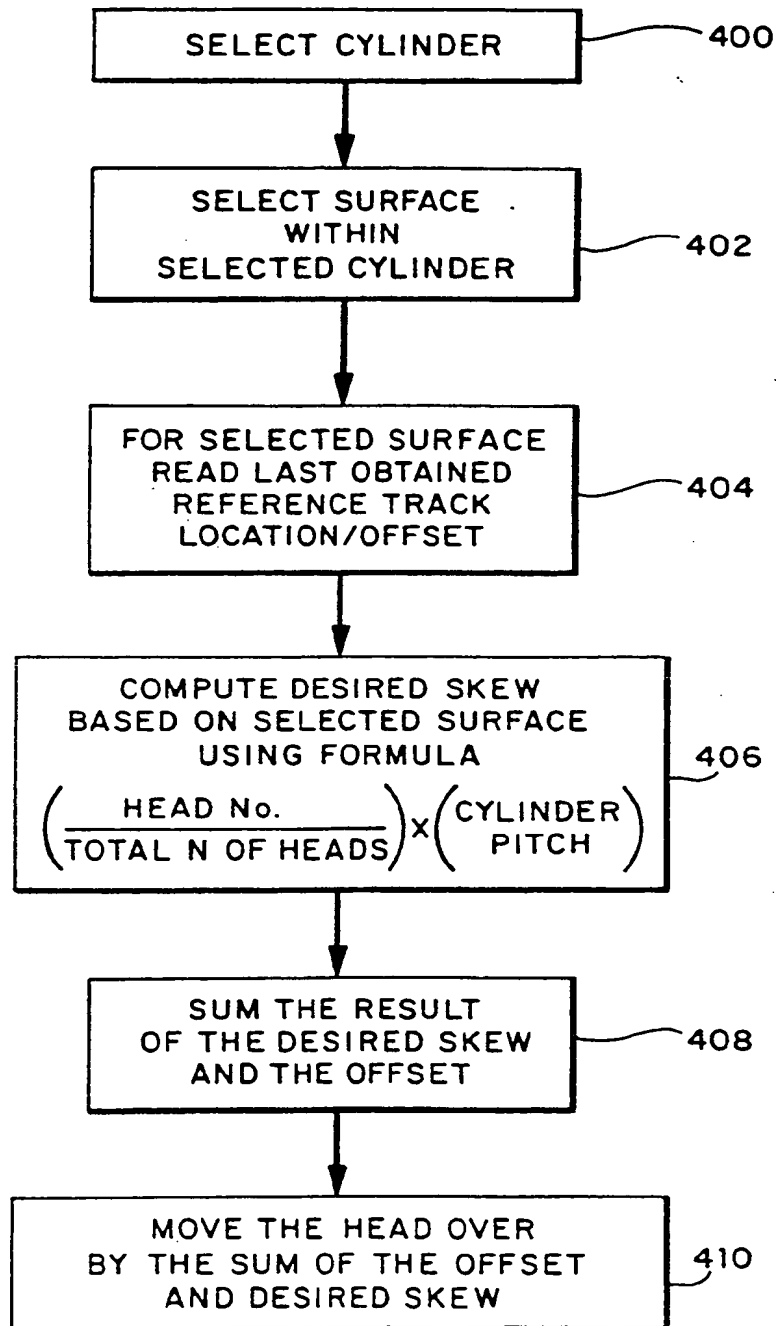 SELECT CYLINDER
400
SELECT SURFACE
WITHIN
SELECTED CYLINDER
402
FOR SELECTED SURFACE
READ LAST OBTAINED
REFERENCE TRACK
LOCATION/OFFSET
404
COMPUTE DESIRED SKEW
BASED ON SELECTED SURFACE
USING FORMULA
(HEAD No. / TOTAL N OF HEADS) X (CYLINDER PITCH)
406
SUM THE RESULT
OF THE DESIRED SKEW
AND THE OFFSET
408
MOVE THE HEAD OVER
BY THE SUM OF THE OFFSET
AND DESIRED SKEW
410